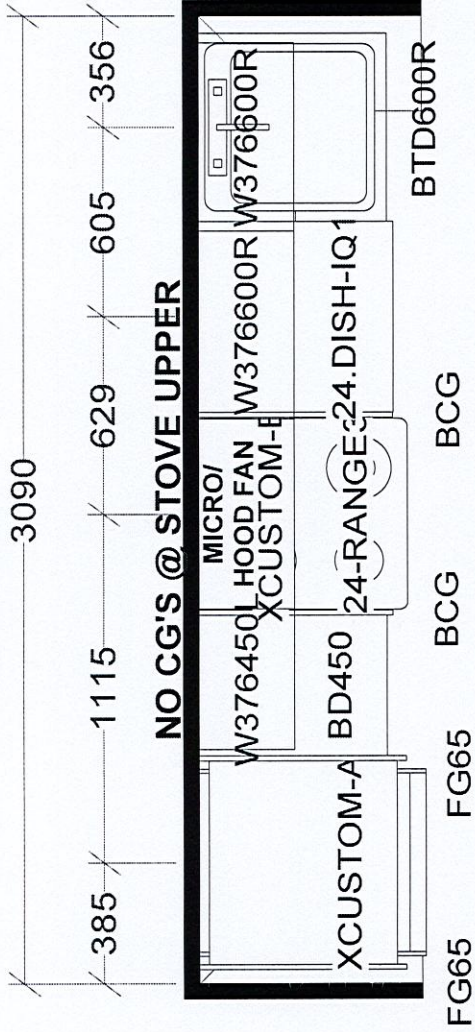 3090
385 1115 629 605 356
NO CG'S @ STOVE UPPER
MICRO/
W376450L HOOD FAN W376600R W376600R
XCUSTOM-
XCUSTOM-A BD450 24-RANGE 24.DISH-IQ1
BTD600R
FG65 FG65 BCG BCG